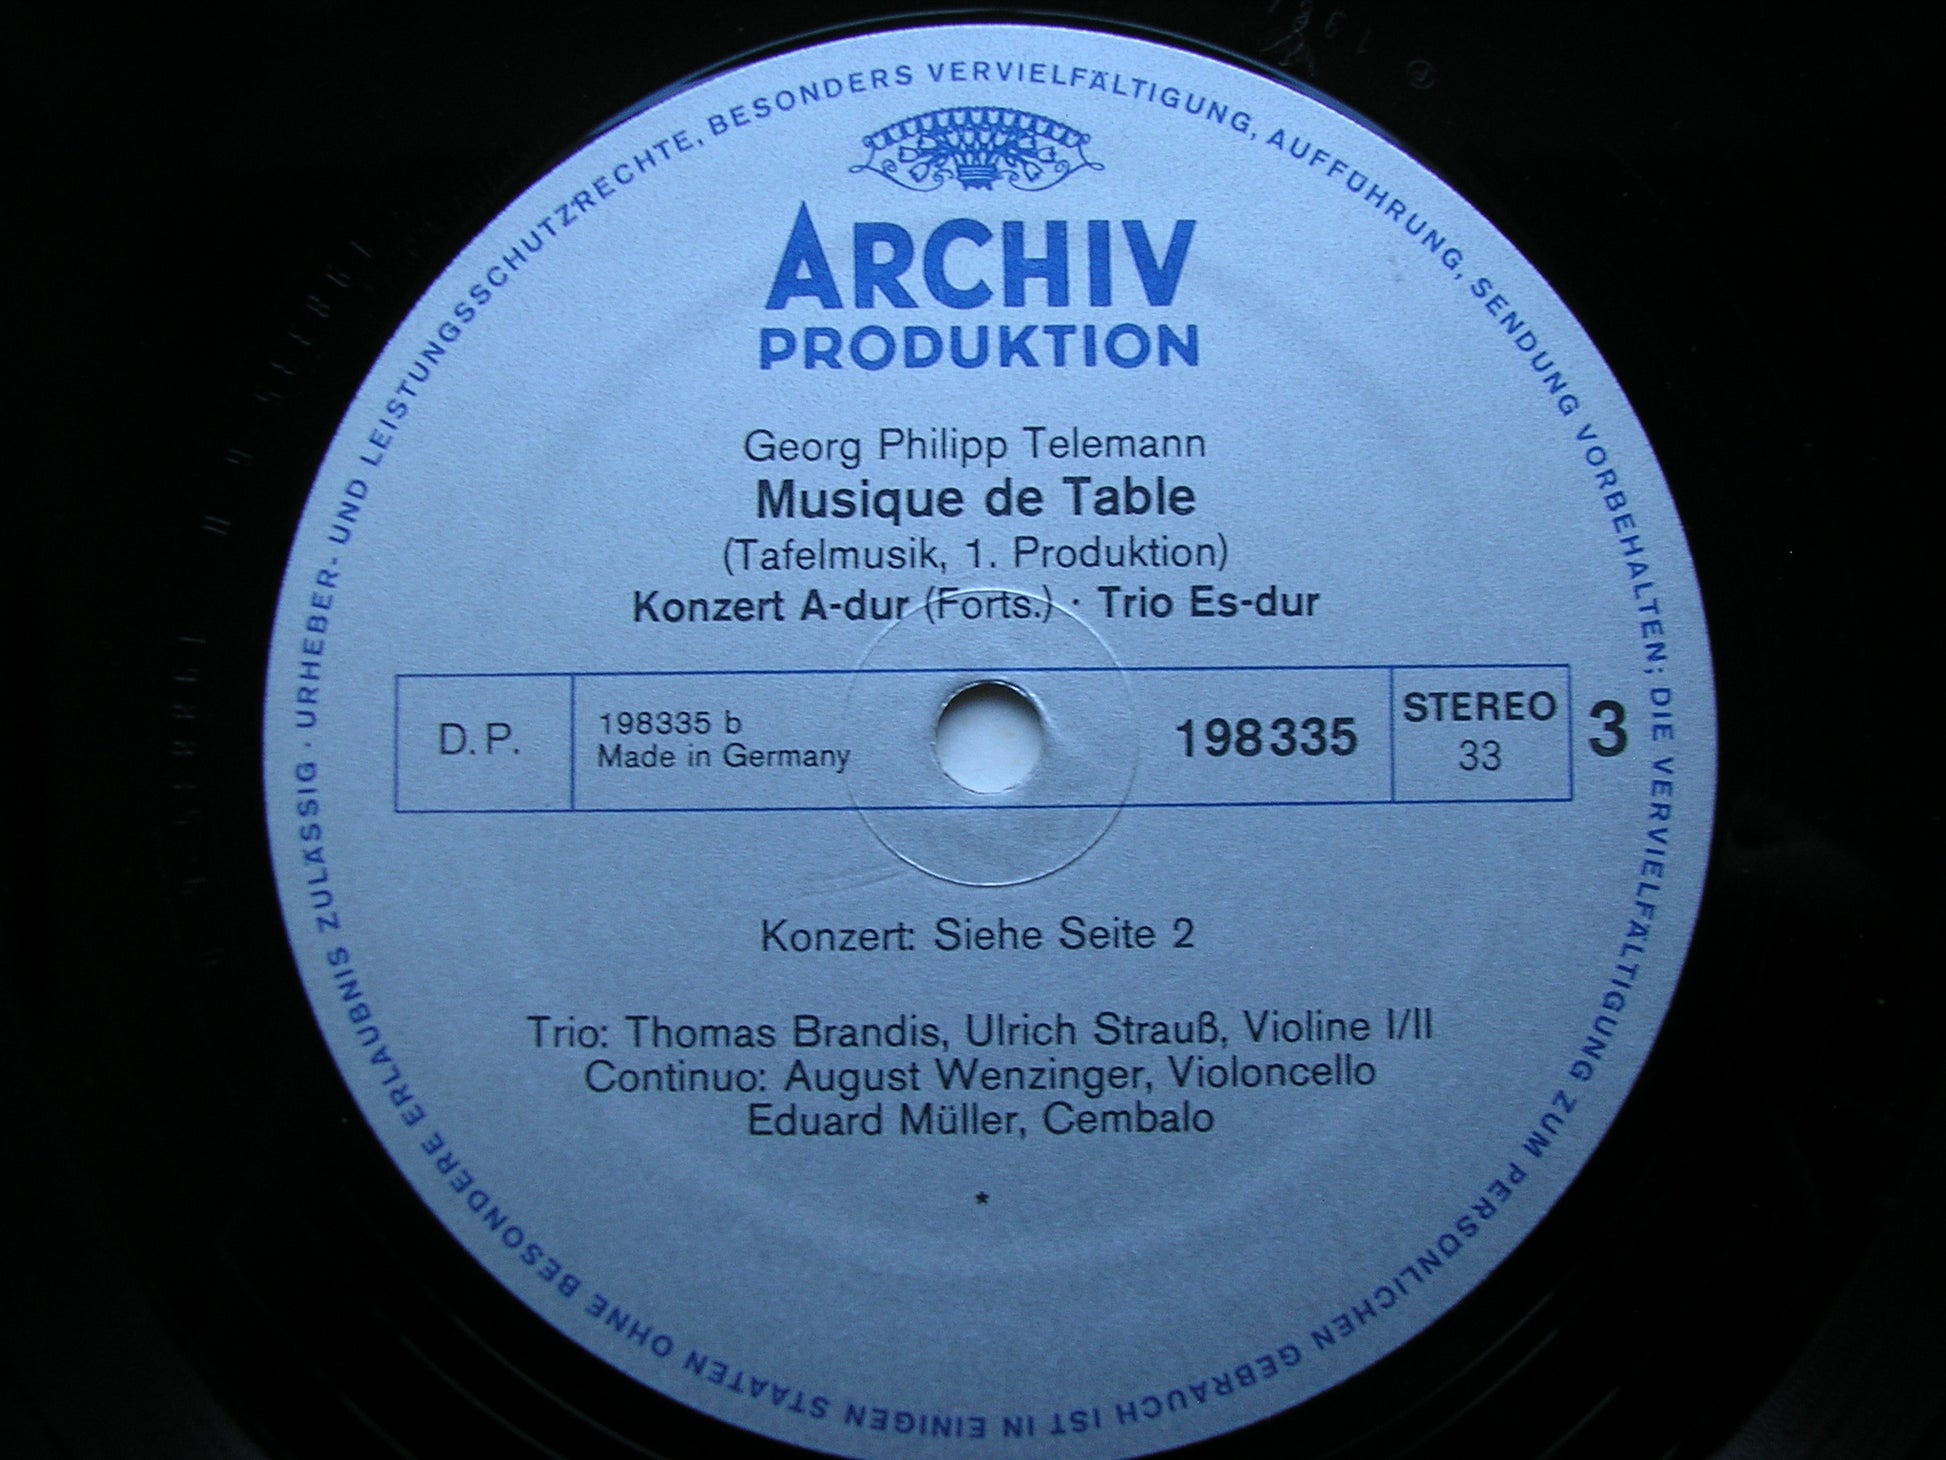 URHEBER- UND LEISTUNGSSCHUTZRECHTE, BESONDERS VERVIELFÄLTIGUNG, AUFFÜHRUNG, SENDUNG VORBEHALTEN; DIE VERVIELFÄLTIGUNG ZUM PERSÖNLICHEN GEBRAUCH IST IN EINIGEN STAATEN OHNE BESONDERE ERLAUBNIS ZULÄSSIG ·
ARCHIV
PRODUKTION
Georg Philipp Telemann
Musique de Table
(Tafelmusik, 1. Produktion)
Konzert A-dur (Forts.) · Trio Es-dur
D.P.
198335 b
Made in Germany
198335
STEREO
33
3
Konzert: Siehe Seite 2
Trio: Thomas Brandis, Ulrich Strauß, Violine I/II
Continuo: August Wenzinger, Violoncello
Eduard Müller, Cembalo
*